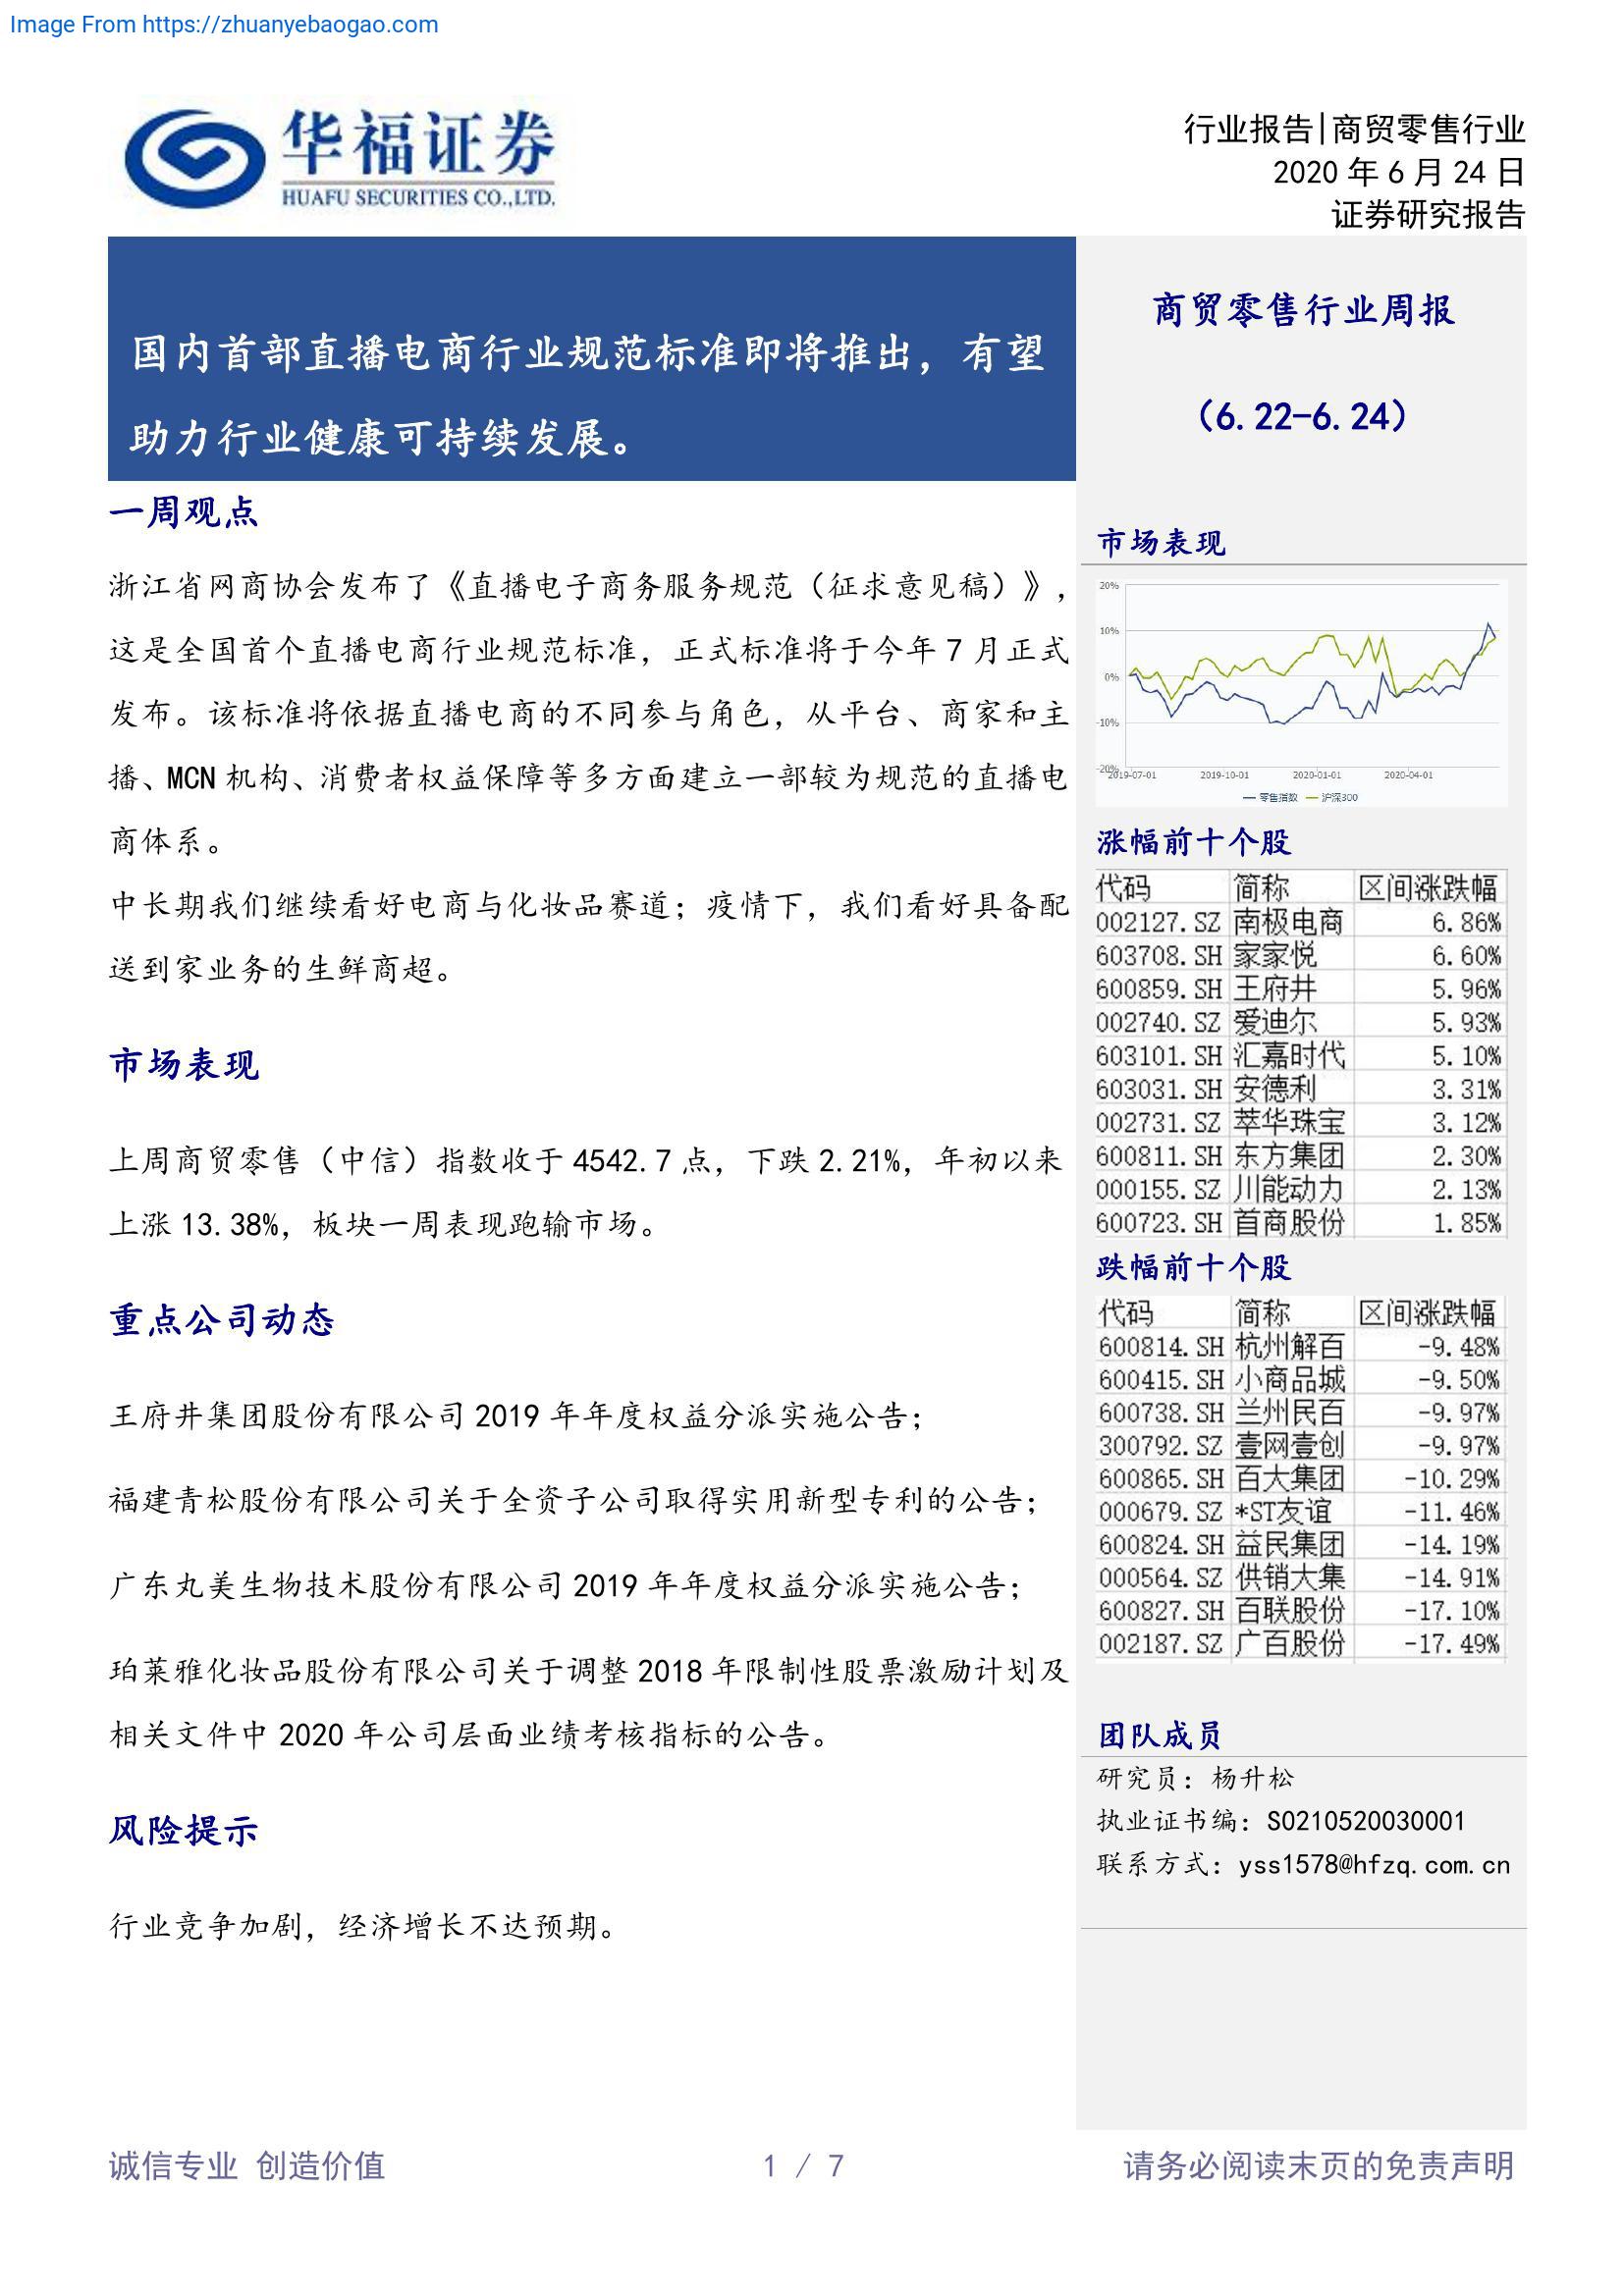 Image From https://zhuanyebaogao.com
华福证券
HUAFU SECURITIES CO.,LTD.
行业报告|商贸零售行业
2020 年 6 月 24 日
证券研究报告
国内首部直播电商行业规范标准即将推出，有望
助力行业健康可持续发展。
一周观点
浙江省网商协会发布了《直播电子商务服务规范（征求意见稿）》，
这是全国首个直播电商行业规范标准，正式标准将于今年 7 月正式
发布。该标准将依据直播电商的不同参与角色，从平台、商家和主
播、MCN 机构、消费者权益保障等多方面建立一部较为规范的直播电
商体系。
中长期我们继续看好电商与化妆品赛道；疫情下，我们看好具备配
送到家业务的生鲜商超。
市场表现
上周商贸零售（中信）指数收于 4542.7 点，下跌 2.21%，年初以来
上涨 13.38%，板块一周表现跑输市场。
重点公司动态
王府井集团股份有限公司 2019 年年度权益分派实施公告；
福建青松股份有限公司关于全资子公司取得实用新型专利的公告；
广东丸美生物技术股份有限公司 2019 年年度权益分派实施公告；
珀莱雅化妆品股份有限公司关于调整 2018 年限制性股票激励计划及
相关文件中 2020 年公司层面业绩考核指标的公告。
风险提示
行业竞争加剧，经济增长不达预期。
商贸零售行业周报
（6.22-6.24）
市场表现
20%
10%
0%
-10%
-20%
2019-07-01 2019-10-01 2020-01-01 2020-04-01
零售指数 沪深300
涨幅前十个股
代码 简称 区间涨跌幅
002127.SZ 南极电商 6.86%
603708.SH 家家悦 6.60%
600859.SH 王府井 5.96%
002740.SZ 爱迪尔 5.93%
603101.SH 汇嘉时代 5.10%
603031.SH 安德利 3.31%
002731.SZ 萃华珠宝 3.12%
600811.SH 东方集团 2.30%
000155.SZ 川能动力 2.13%
600723.SH 首商股份 1.85%
跌幅前十个股
代码 简称 区间涨跌幅
600814.SH 杭州解百 -9.48%
600415.SH 小商品城 -9.50%
600738.SH 兰州民百 -9.97%
300792.SZ 壹网壹创 -9.97%
600865.SH 百大集团 -10.29%
000679.SZ *ST友谊 -11.46%
600824.SH 益民集团 -14.19%
000564.SZ 供销大集 -14.91%
600827.SH 百联股份 -17.10%
002187.SZ 广百股份 -17.49%
团队成员
研究员：杨升松
执业证书编：S0210520030001
联系方式：yss1578@hfzq.com.cn
诚信专业 创造价值
1 / 7
请务必阅读末页的免责声明